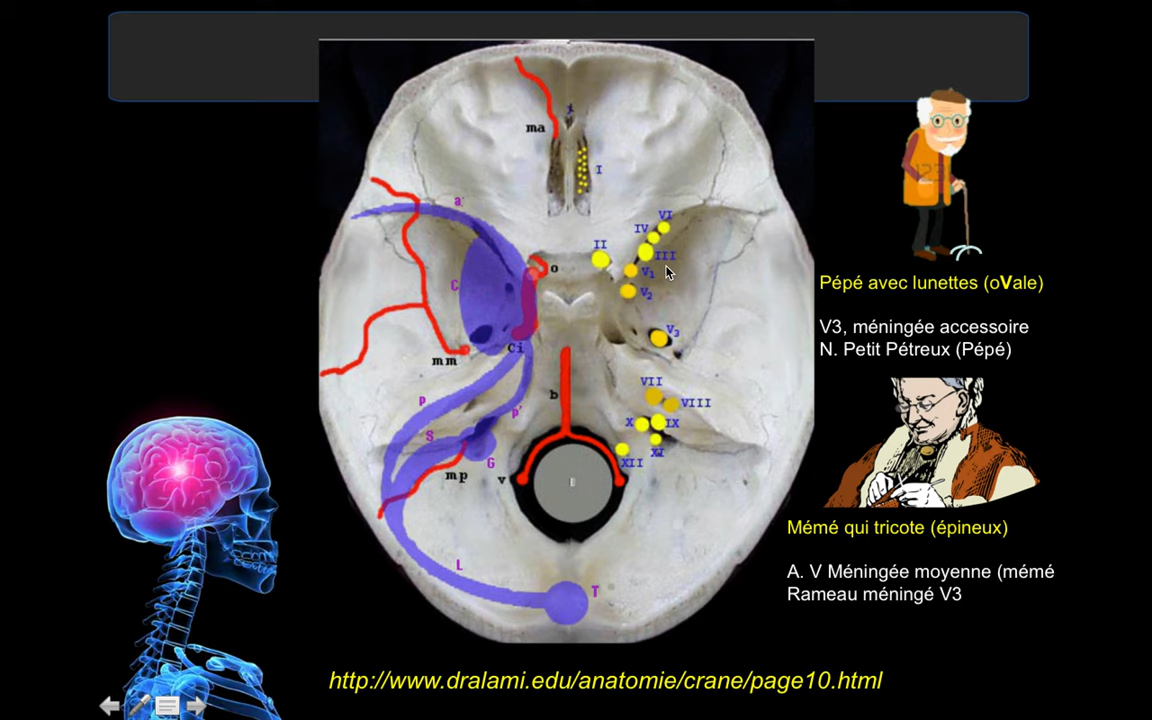 ma
I
a
VI
IV
II
III
o
V1
C
V2
V3
Ci
mm
p
b
VII
VIII
p'
X
IX
S
XI
G
XII
mp
v
L
T
123
Pépé avec lunettes (oVale)
V3, méningée accessoire
N. Petit Pétreux (Pépé)
Mémé qui tricote (épineux)
A. V Méningée moyenne (mémé
Rameau méningé V3
http://www.dralami.edu/anatomie/crane/page10.html